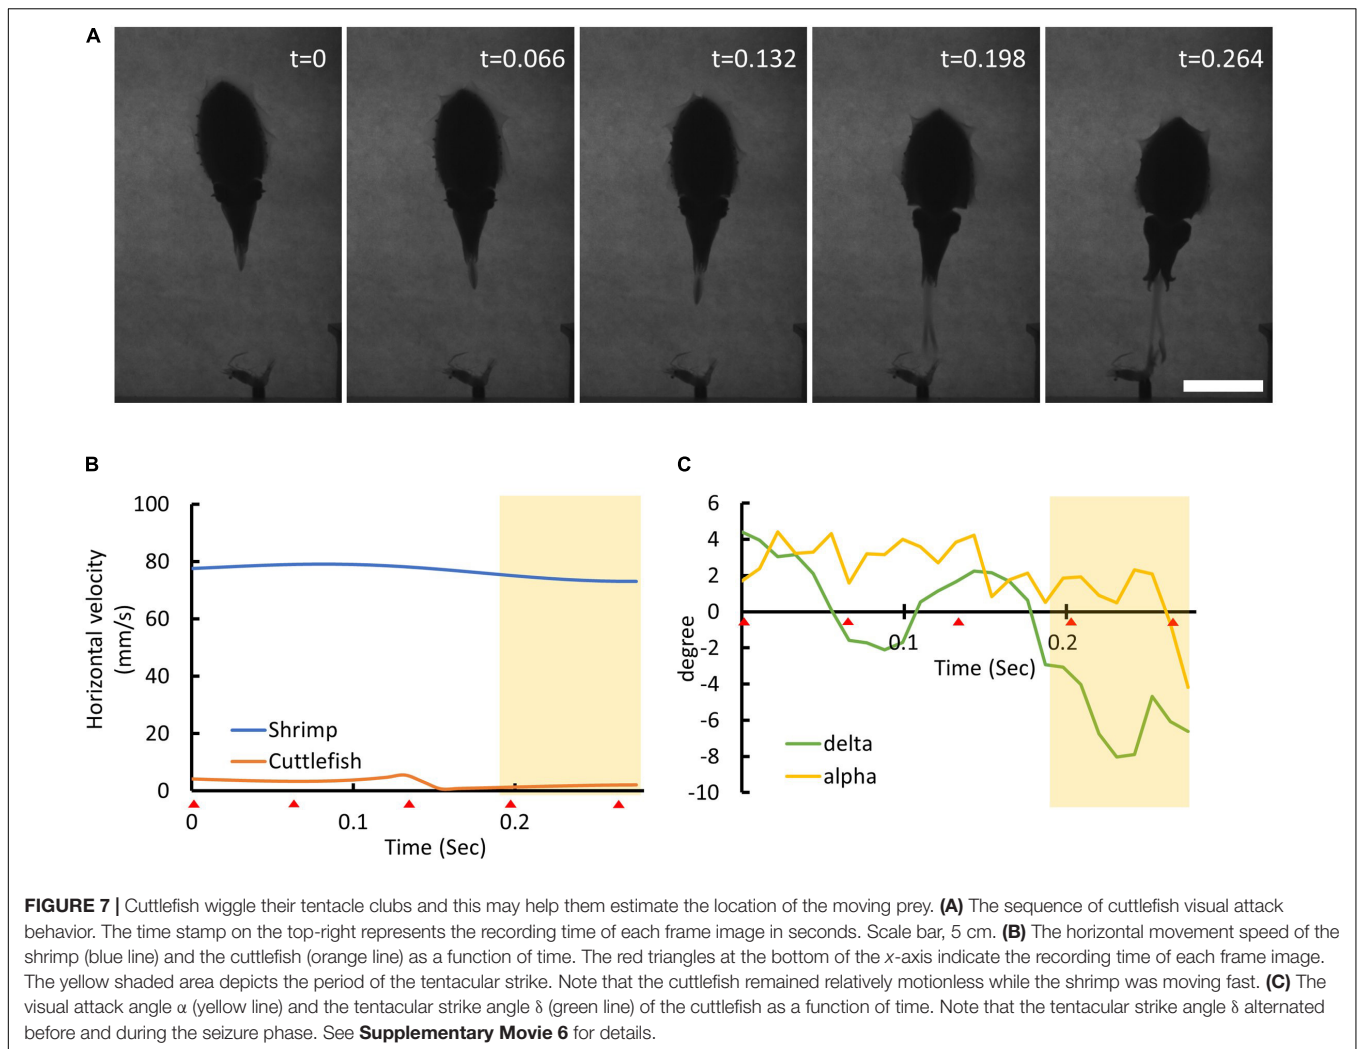 A
t=0
t=0.066
t=0.132
t=0.198
t=0.264
B
100
80
60
40
20
0
Horizontal velocity
(mm/s)
Shrimp
Cuttlefish
0
0.1
0.2
Time (Sec)
C
6
4
2
0
-2
-4
-6
-8
-10
degree
0.1
0.2
Time (Sec)
delta
alpha
FIGURE 7 | Cuttlefish wiggle their tentacle clubs and this may help them estimate the location of the moving prey. (A) The sequence of cuttlefish visual attack
behavior. The time stamp on the top-right represents the recording time of each frame image in seconds. Scale bar, 5 cm. (B) The horizontal movement speed of the
shrimp (blue line) and the cuttlefish (orange line) as a function of time. The red triangles at the bottom of the x-axis indicate the recording time of each frame image.
The yellow shaded area depicts the period of the tentacular strike. Note that the cuttlefish remained relatively motionless while the shrimp was moving fast. (C) The
visual attack angle α (yellow line) and the tentacular strike angle δ (green line) of the cuttlefish as a function of time. Note that the tentacular strike angle δ alternated
before and during the seizure phase. See Supplementary Movie 6 for details.